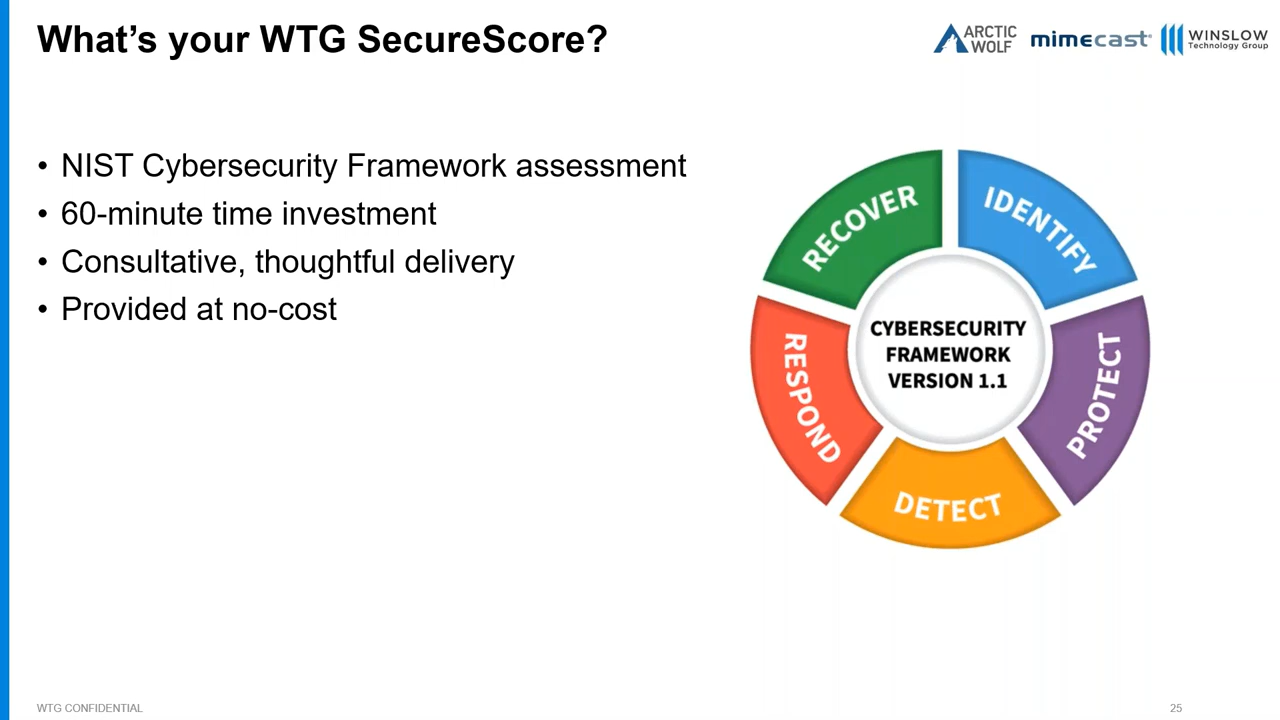 What’s your WTG SecureScore?
ARCTIC
WOLF
mimecast®
WINSLOW
Technology Group
• NIST Cybersecurity Framework assessment
• 60-minute time investment
• Consultative, thoughtful delivery
• Provided at no-cost
RECOVER
IDENTIFY
RESPOND
CYBERSECURITY
FRAMEWORK
VERSION 1.1
PROTECT
DETECT
WTG CONFIDENTIAL
25